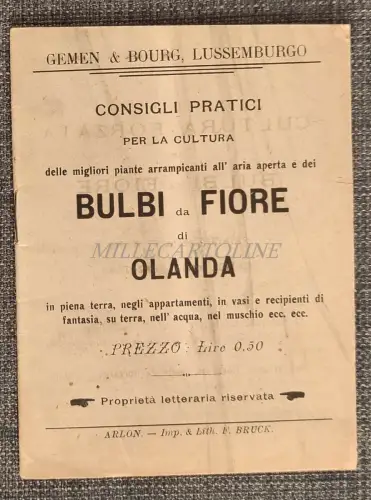 GEMEN & BOURG, LUSSEMBURGO
CONSIGLI PRATICI
PER LA CULTURA
delle migliori piante arrampicanti all' aria aperta e dei
BULBI da FIORE
MILLECARTOLINE
di
OLANDA
in piena terra, negli appartamenti, in vasi e recipienti di
fantasia, su terra, nell' acqua, nel muschio ecc. ecc.
PREZZO: Lire 0.50
Proprietà letteraria riservata
ARLON. — Imp. & Lith. F. BRUCK.